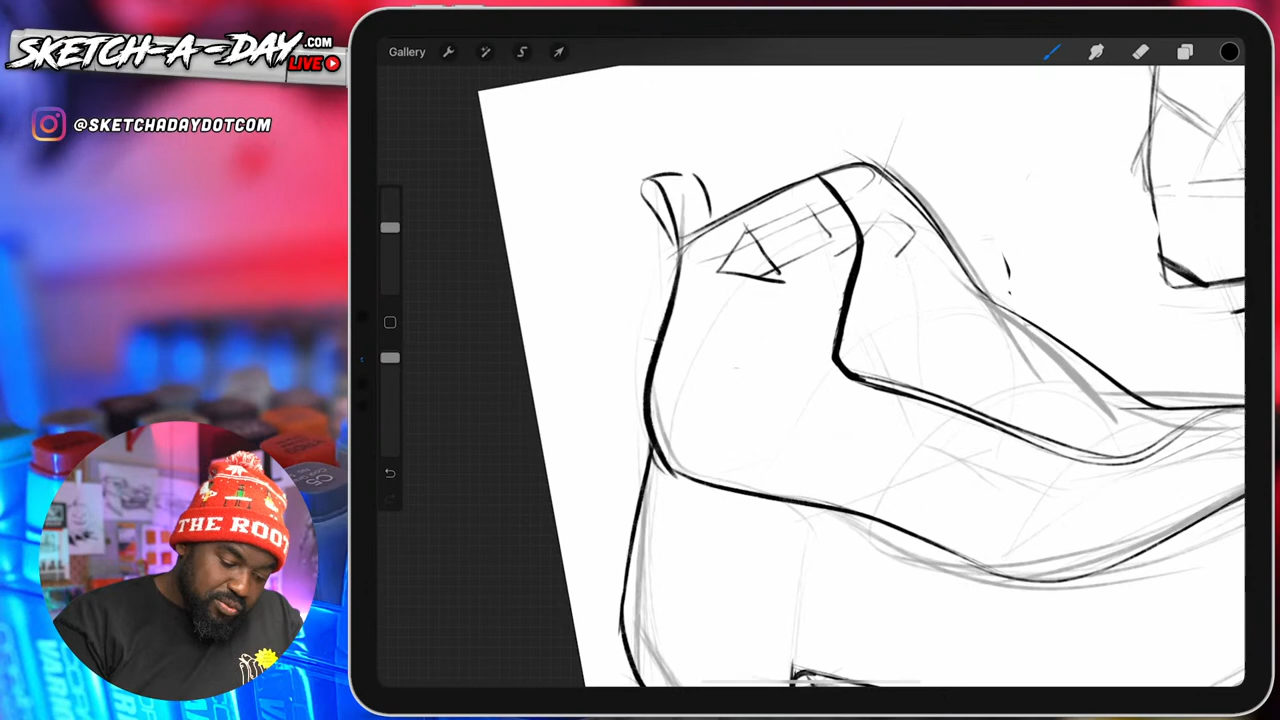 SKETCH-A-DAY.COM
LIVE
@SKETCHADAYDOTCOM
Gallery
THE ROOT